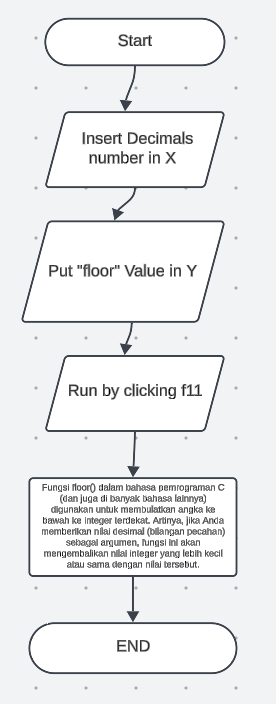 Start
Insert Decimals
number in X
Put "floor" Value in Y
Run by clicking f11
Fungsi floor() dalam bahasa pemrograman C
(dan juga di banyak bahasa lainnya)
digunakan untuk membulatkan angka ke
bawah ke integer terdekat. Artinya, jika Anda
memberikan nilai desimal (bilangan pecahan)
sebagai argumen, fungsi ini akan
mengembalikan nilai integer yang lebih kecil
atau sama dengan nilai tersebut.
END